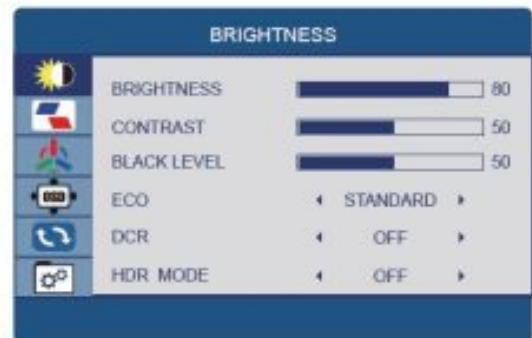 BRIGHTNESS
BRIGHTNESS 80
CONTRAST 50
BLACK LEVEL 50
ECO STANDARD
DCR OFF
HDR MODE OFF